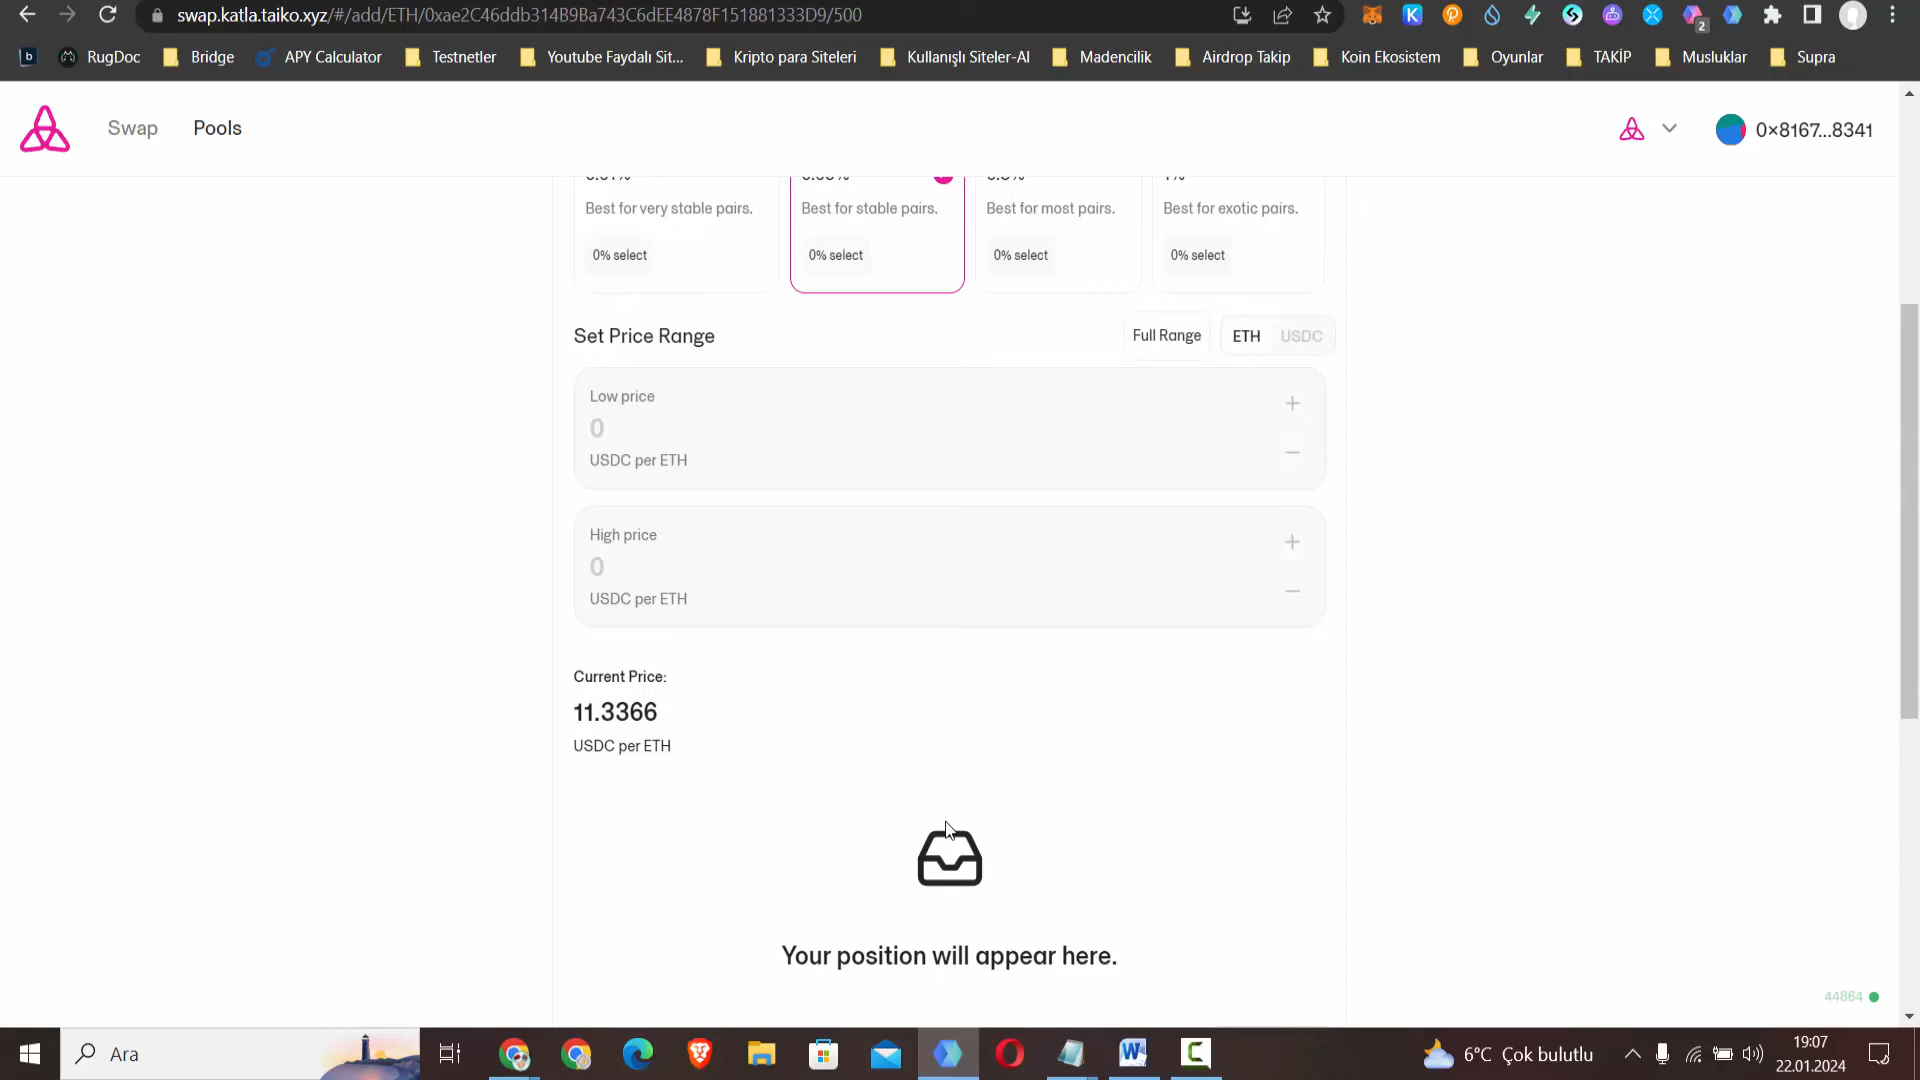 swap.katla.taiko.xyz/#/add/ETH/0xae2C46ddb314B9Ba743C6dEE4878F151881333D9/500
2
RugDoc Bridge APY Calculator Testnetler Youtube Faydalı Sit... Kripto para Siteleri Kullanışlı Siteler-AI Madencilik Airdrop Takip Koin Ekosistem Oyunlar TAKİP Musluklar Supra
Swap Pools 0×8167...8341
Best for very stable pairs. Best for stable pairs. Best for most pairs. Best for exotic pairs.
0% select 0% select 0% select 0% select
Set Price Range Full Range ETH USDC
Low price
0
USDC per ETH
High price
0
USDC per ETH
Current Price:
11.3366
USDC per ETH
Your position will appear here.
44864
Ara 6°C Çok bulutlu 19:07
22.01.2024